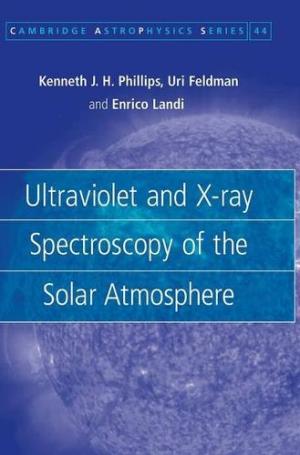 CAMBRIDGE ASTROPHYSICS SERIES 44
Kenneth J. H. Phillips, Uri Feldman
and Enrico Landi
Ultraviolet and X-ray
Spectroscopy of the
Solar Atmosphere